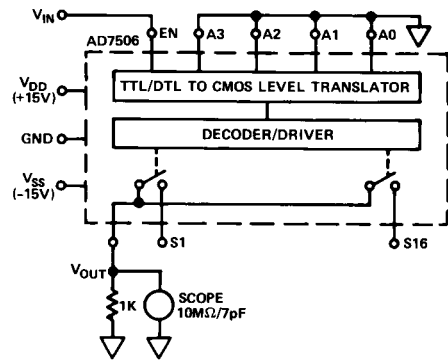 VIN
EN
A3
A2
A1
A0
AD7506
TTL/DTL TO CMOS LEVEL TRANSLATOR
VDD
(+15V)
GND
DECODER/DRIVER
VSS
(-15V)
S1
S16
VOUT
1K
SCOPE
10MΩ/7pF